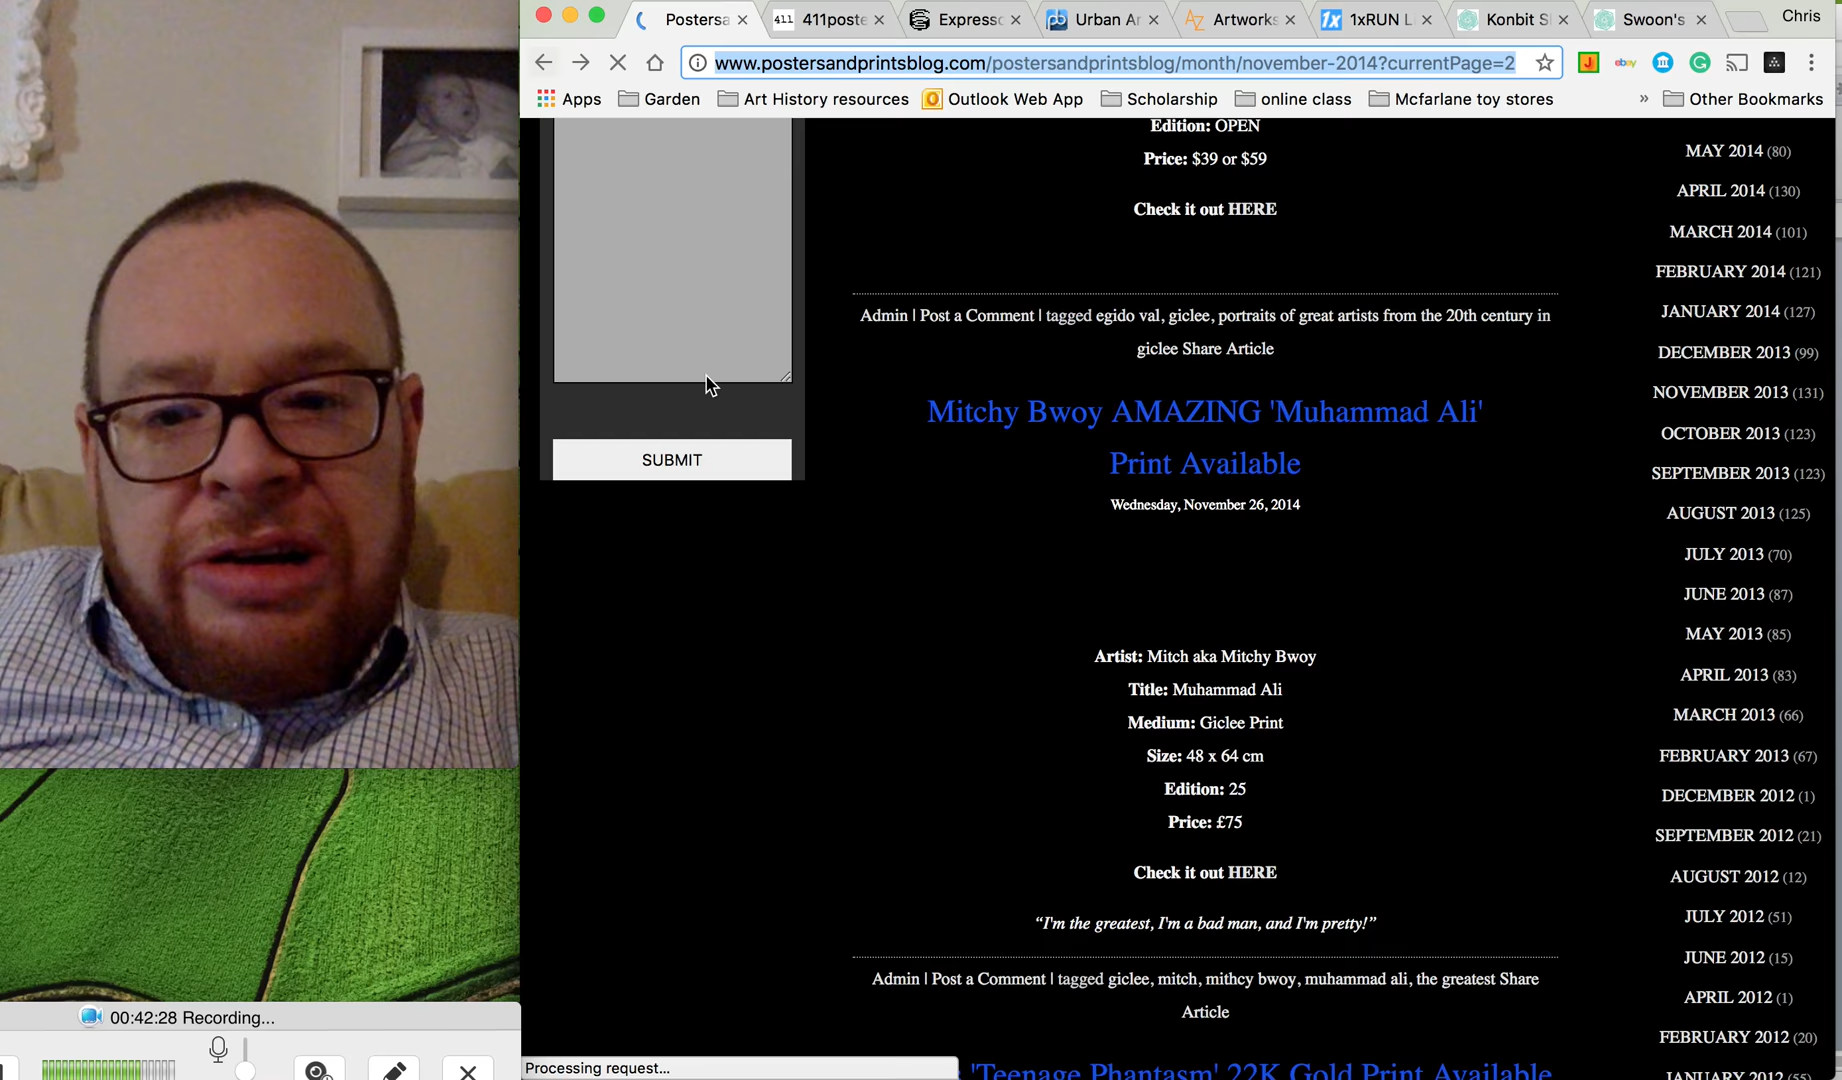 Postersa
411poste
Expresso
Urban Ar
Artworks
1xRUN L
Konbit S
Swoon's
Chris
www.postersandprintsblog.com/postersandprintsblog/month/november-2014?currentPage=2
Apps
Garden
Art History resources
Outlook Web App
Scholarship
online class
Mcfarlane toy stores
»
Other Bookmarks
SUBMIT
Edition: OPEN
Price: $39 or $59
Check it out HERE
Admin | Post a Comment | tagged egido val, giclee, portraits of great artists from the 20th century in
giclee Share Article
Mitchy Bwoy AMAZING 'Muhammad Ali'
Print Available
Wednesday, November 26, 2014
Artist: Mitch aka Mitchy Bwoy
Title: Muhammad Ali
Medium: Giclee Print
Size: 48 x 64 cm
Edition: 25
Price: £75
Check it out HERE
“I'm the greatest, I'm a bad man, and I'm pretty!”
Admin | Post a Comment | tagged giclee, mitch, mithcy bwoy, muhammad ali, the greatest Share
Article
'Teenage Phantasm' 22K Gold Print Available
MAY 2014 (80)
APRIL 2014 (130)
MARCH 2014 (101)
FEBRUARY 2014 (121)
JANUARY 2014 (127)
DECEMBER 2013 (99)
NOVEMBER 2013 (131)
OCTOBER 2013 (123)
SEPTEMBER 2013 (123)
AUGUST 2013 (125)
JULY 2013 (70)
JUNE 2013 (87)
MAY 2013 (85)
APRIL 2013 (83)
MARCH 2013 (66)
FEBRUARY 2013 (67)
DECEMBER 2012 (1)
SEPTEMBER 2012 (21)
AUGUST 2012 (12)
JULY 2012 (51)
JUNE 2012 (15)
APRIL 2012 (1)
FEBRUARY 2012 (20)
JANUARY 2012 (55)
00:42:28 Recording...
Processing request...